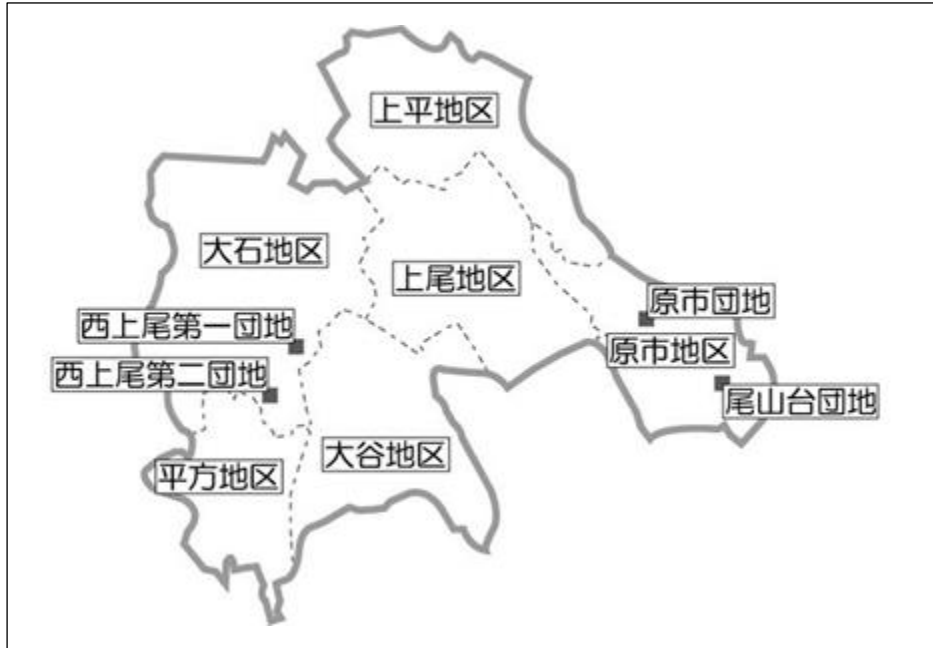 上平地区
大石地区
上尾地区
原市団地
西上尾第一団地
原市地区
西上尾第二団地
尾山台団地
大谷地区
平方地区